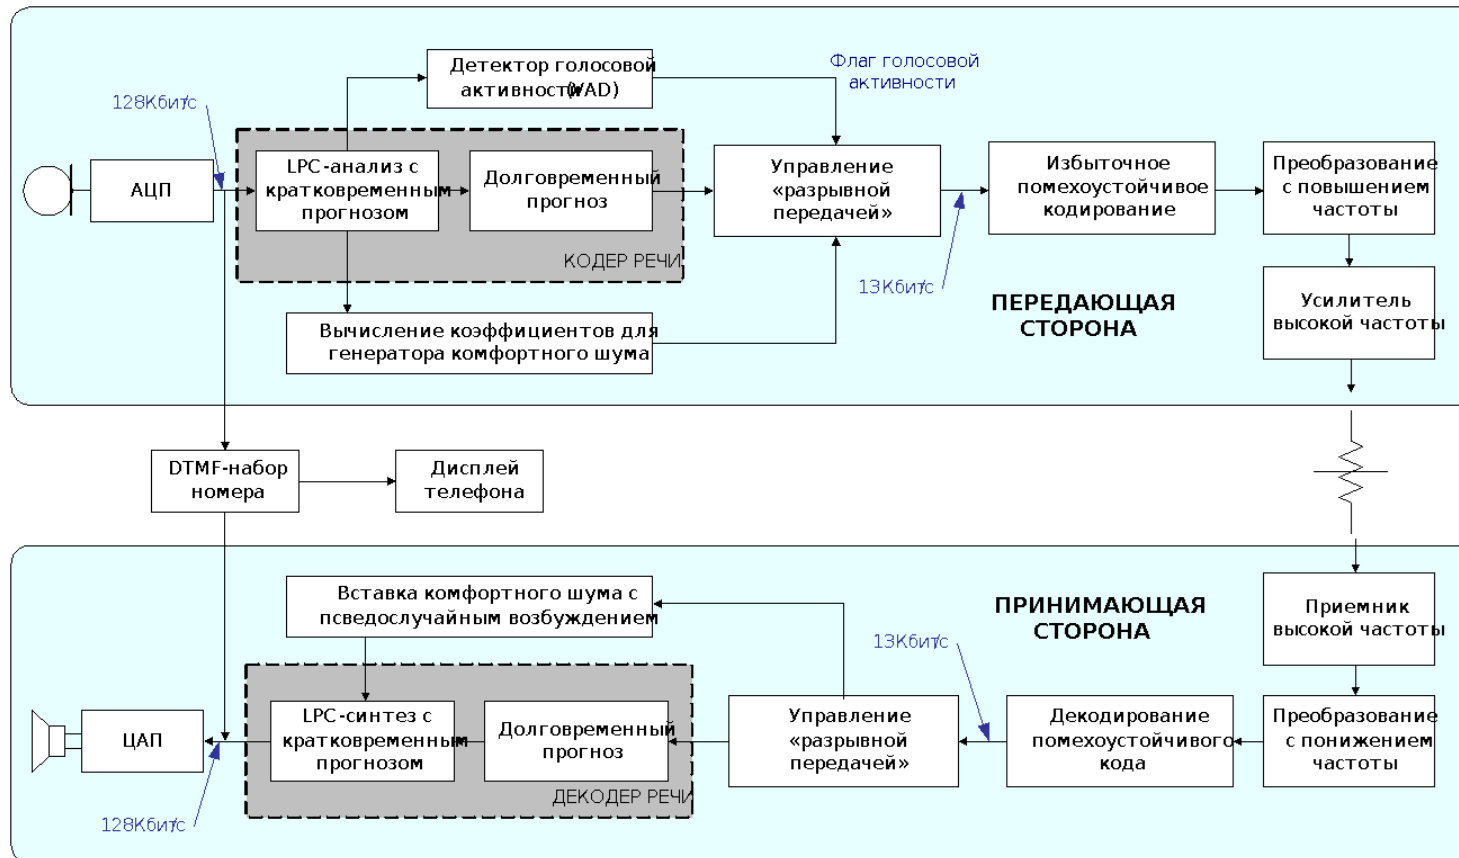 Детектор голосовой
активности (VAD)
Флаг голосовой
активности
128Кбит/с
АЦП
LPC-анализ с
кратковременным
прогнозом
Долговременный
прогноз
КОДЕР РЕЧИ
Управление
«разрывной
передачей»
13Кбит/с
Избыточное
помехоустойчивое
кодирование
Преобразование
с повышением
частоты
Вычисление коэффициентов для
генератора комфортного шума
ПЕРЕДАЮЩАЯ
СТОРОНА
Усилитель
высокой частоты
DTMF-набор
номера
Дисплей
телефона
Вставка комфортного шума с
псведослучайным возбуждением
ПРИНИМАЮЩАЯ
СТОРОНА
Приемник
высокой частоты
13Кбит/с
ЦАП
128Кбит/с
LPC-синтез с
кратковременным
прогнозом
Долговременный
прогноз
ДЕКОДЕР РЕЧИ
Управление
«разрывной
передачей»
Декодирование
помехоустойчивого
кода
Преобразование
с понижением
частоты